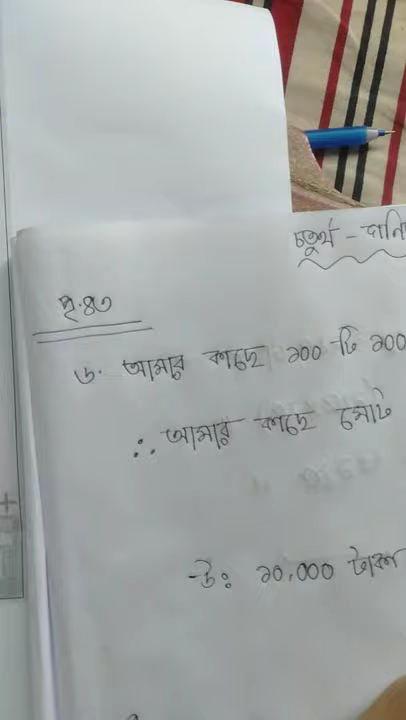 চতুর্থ - 
পৃ. ৪৩
৬. আমার কাছে ১০০ টি ১০০
∴ আমার কাছে মোট
উঃ ১০,০০০ টাকা